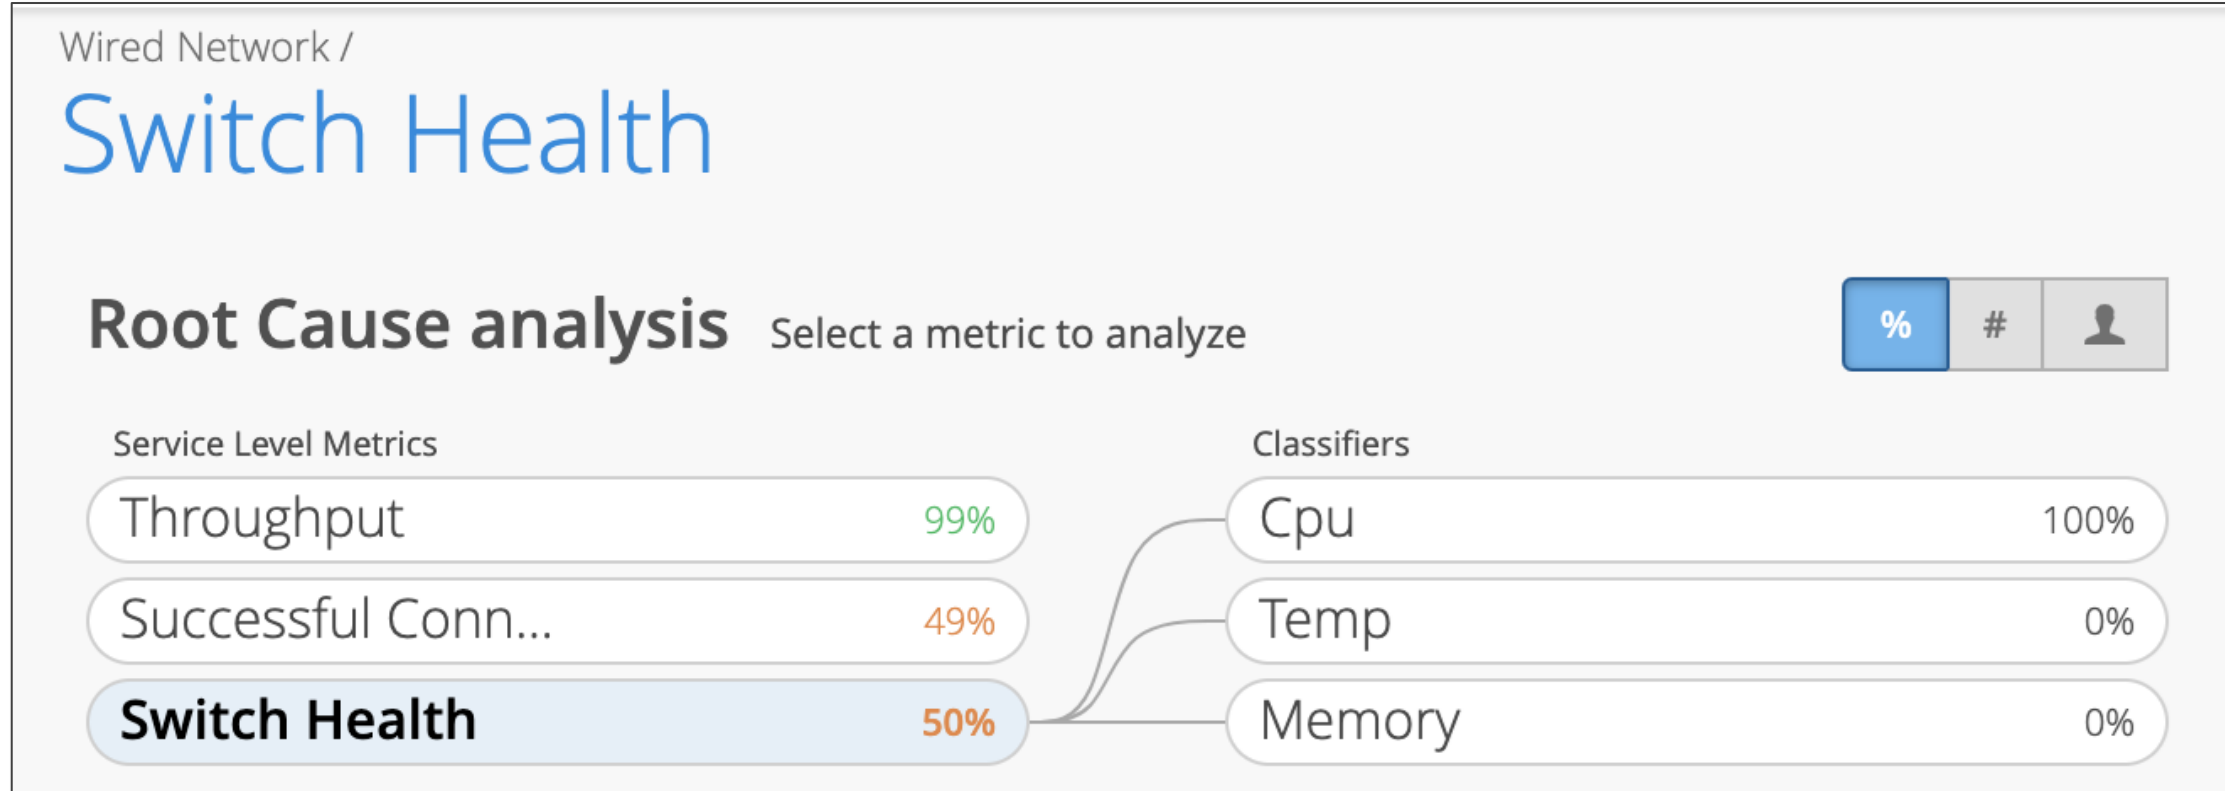 Wired Network /
Switch Health
Root Cause analysis Select a metric to analyze
% #
Service Level Metrics
Classifiers
Throughput 99%
Cpu 100%
Successful Conn... 49%
Temp 0%
Switch Health 50%
Memory 0%